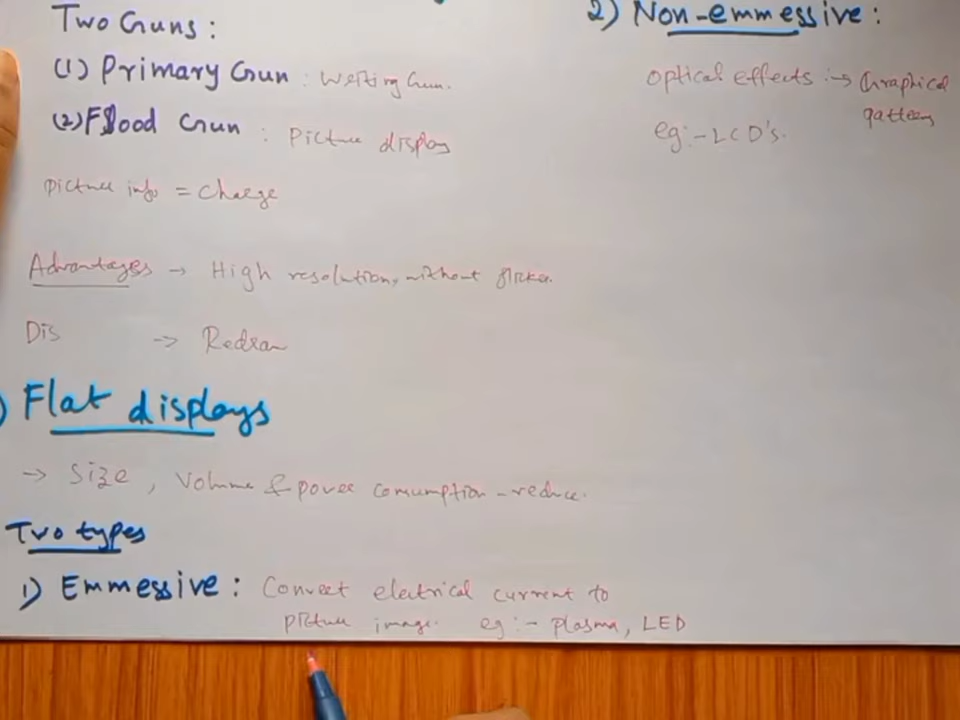 Two Guns :
(1) Primary Gun : Writing Gun.
(2) Flood Gun : Picture display
Picture info = Charge
Advantages → High resolution, without flicker.
Dis → Redraw
Flat displays
→ Size, Volume & power comsumption - reduce.
Two types
1) Emmessive : Convert electrical current to
picture image. eg :- plasma, LED
2) Non-emmessive :
optical effects :→ Graphical
pattern
eg :- LCD's.